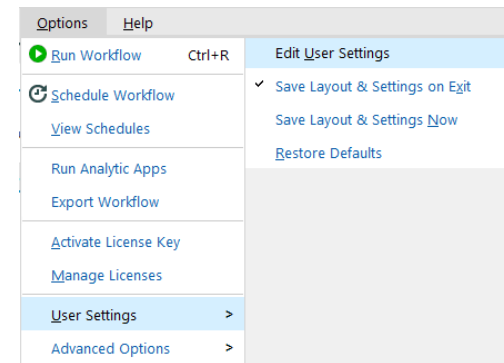 Options Help
Run Workflow Ctrl+R
Schedule Workflow
View Schedules
Run Analytic Apps
Export Workflow
Activate License Key
Manage Licenses
User Settings >
Advanced Options >
Edit User Settings
✓ Save Layout & Settings on Exit
Save Layout & Settings Now
Restore Defaults